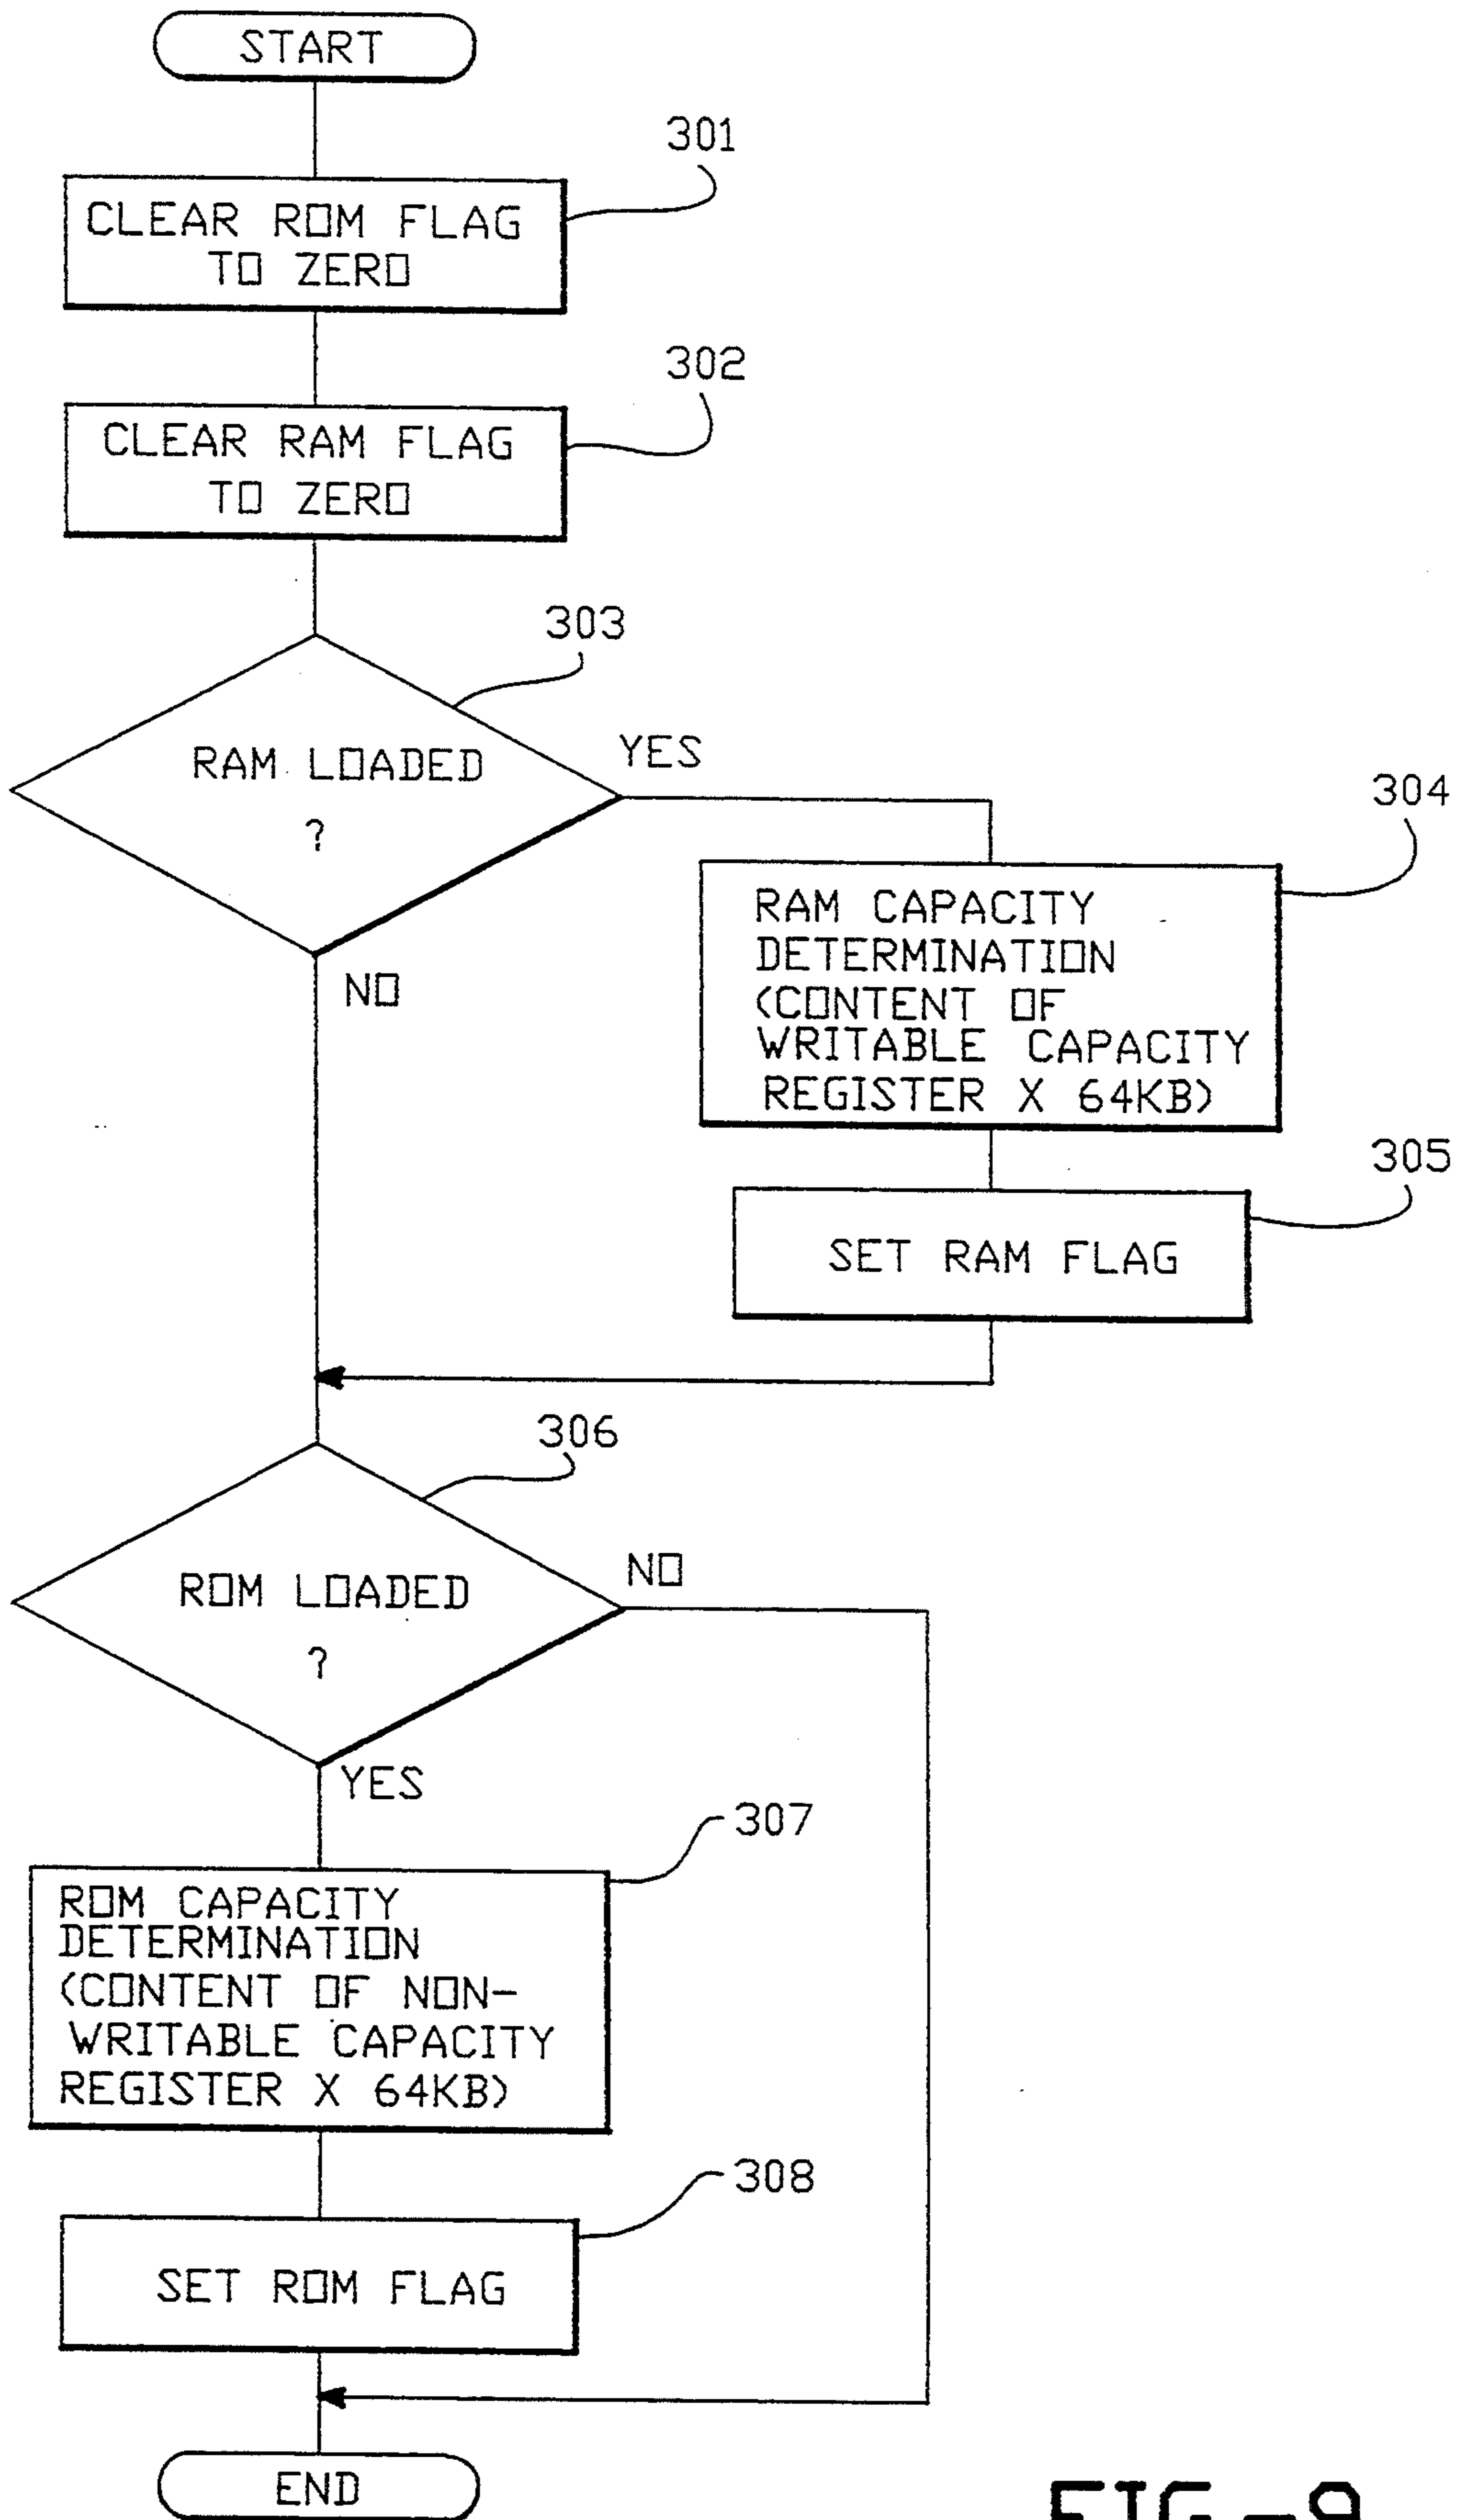 START
301
CLEAR ROM FLAG
TO ZERO
302
CLEAR RAM FLAG
TO ZERO
303
RAM LOADED
?
YES
NO
304
RAM CAPACITY
DETERMINATION
(CONTENT OF
WRITABLE CAPACITY
REGISTER X 64KB)
305
SET RAM FLAG
306
ROM LOADED
?
NO
YES
307
ROM CAPACITY
DETERMINATION
(CONTENT OF NON-
WRITABLE CAPACITY
REGISTER X 64KB)
308
SET ROM FLAG
END
FIG.-9